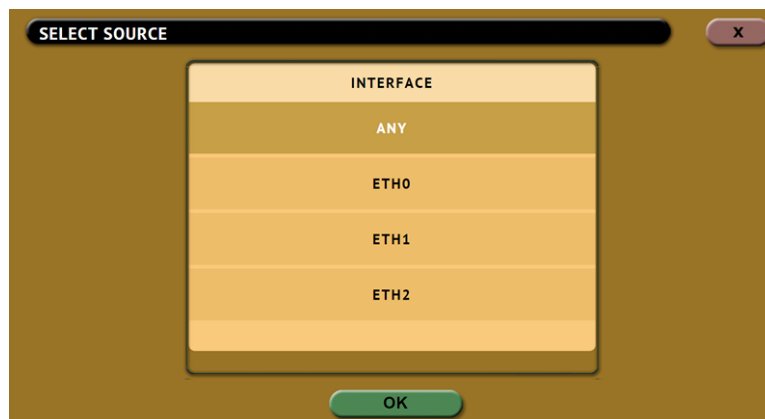 SELECT SOURCE X
INTERFACE
ANY
ETH0
ETH1
ETH2
OK